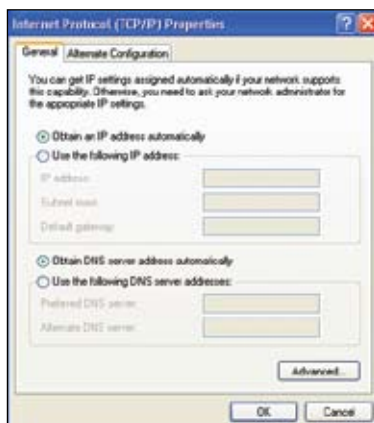 Internet Protocol (TCP/IP) Properties
General
Alternate Configuration
You can get IP settings assigned automatically if your network supports
this capability. Otherwise, you need to ask your network administrator for
the appropriate IP settings.
Obtain an IP address automatically
Use the following IP address:
IP address:
Subnet mask:
Default gateway:
Obtain DNS server address automatically
Use the following DNS server addresses:
Preferred DNS server:
Alternate DNS server:
Advanced...
OK
Cancel